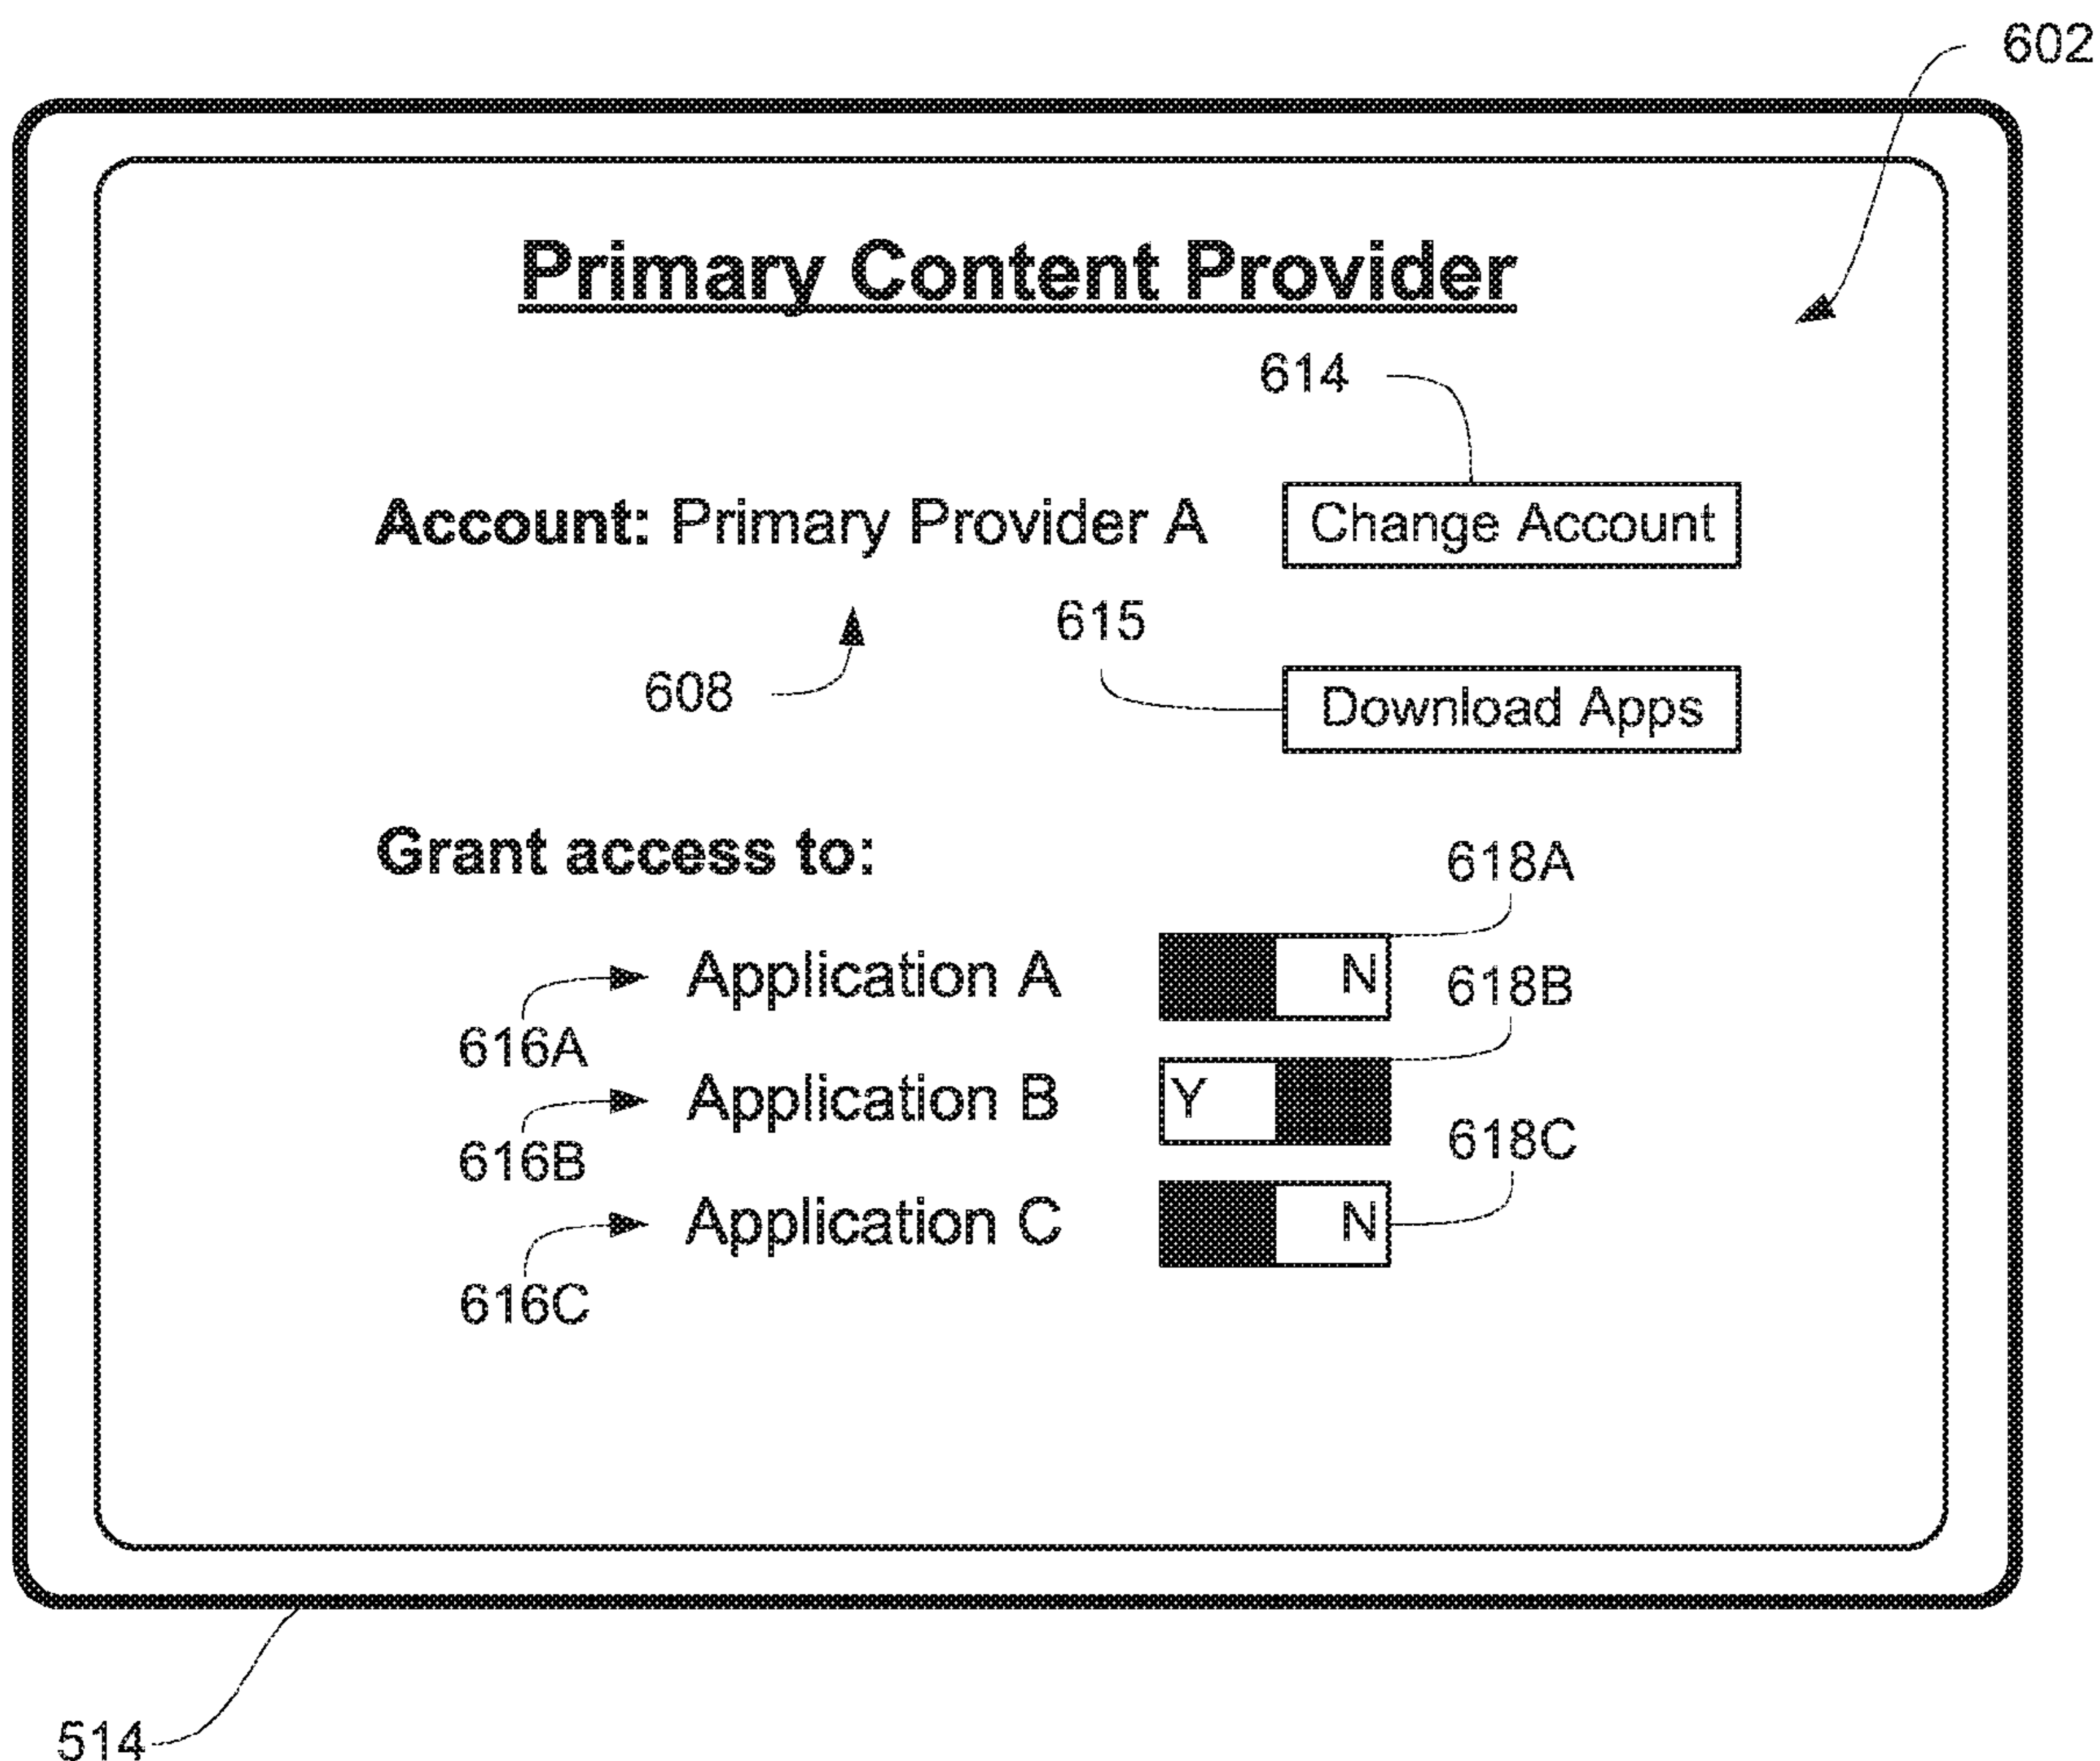 602
Primary Content Provider
614
Account: Primary Provider A Change Account
615
608
Download Apps
Grant access to:
618A
Application A N
618B
616A
Application B Y
616B
618C
Application C N
616C
514